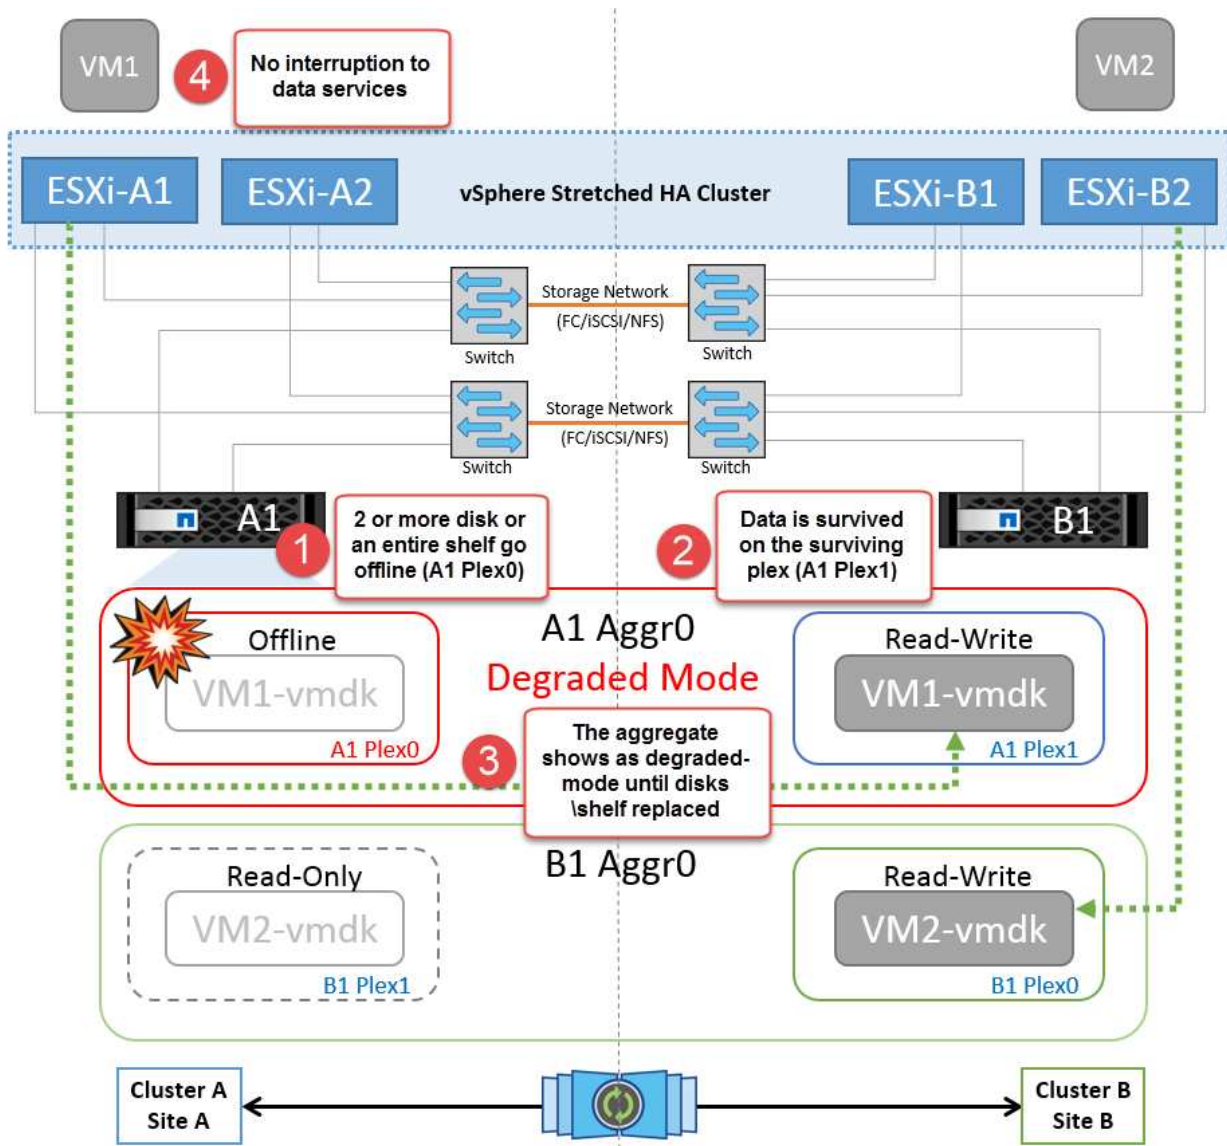 VM1
4
No interruption to
data services
VM2
ESXi-A1
ESXi-A2
vSphere Stretched HA Cluster
ESXi-B1
ESXi-B2
Storage Network
(FC/iSCSI/NFS)
Switch
Switch
Storage Network
(FC/iSCSI/NFS)
Switch
Switch
A1
1
2 or more disk or
an entire shelf go
offline (A1 Plex0)
2
Data is survived
on the surviving
plex (A1 Plex1)
B1
A1 Aggr0
Degraded Mode
Offline
VM1-vmdk
A1 Plex0
Read-Write
VM1-vmdk
A1 Plex1
3
The aggregate
shows as degraded-
mode until disks
\shelf replaced
B1 Aggr0
Read-Only
VM2-vmdk
B1 Plex1
Read-Write
VM2-vmdk
B1 Plex0
Cluster A
Site A
Cluster B
Site B